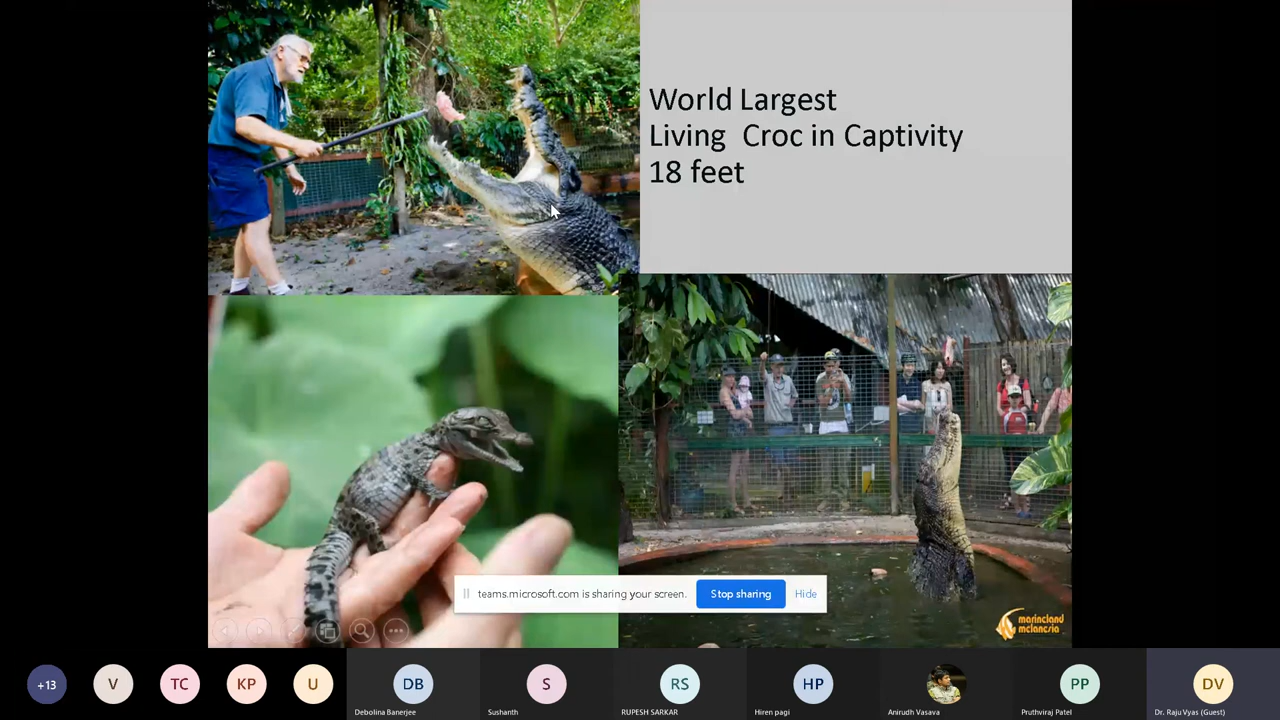 World Largest
Living Croc in Captivity
18 feet
teams.microsoft.com is sharing your screen.
Stop sharing
Hide
marineland
melanesia
+13
V
TC
KP
U
DB
S
RS
HP
PP
DV
Debolina Banerjee
Sushanth
RUPESH SARKAR
Hiren pagi
Anirudh Vasava
Pruthviraj Patel
Dr. Raju Vyas (Guest)